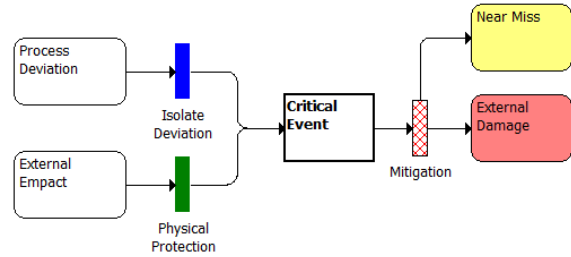 Process
Deviation
Isolate
Deviation
External
Empact
Physical
Protection
Critical
Event
Mitigation
Near Miss
External
Damage